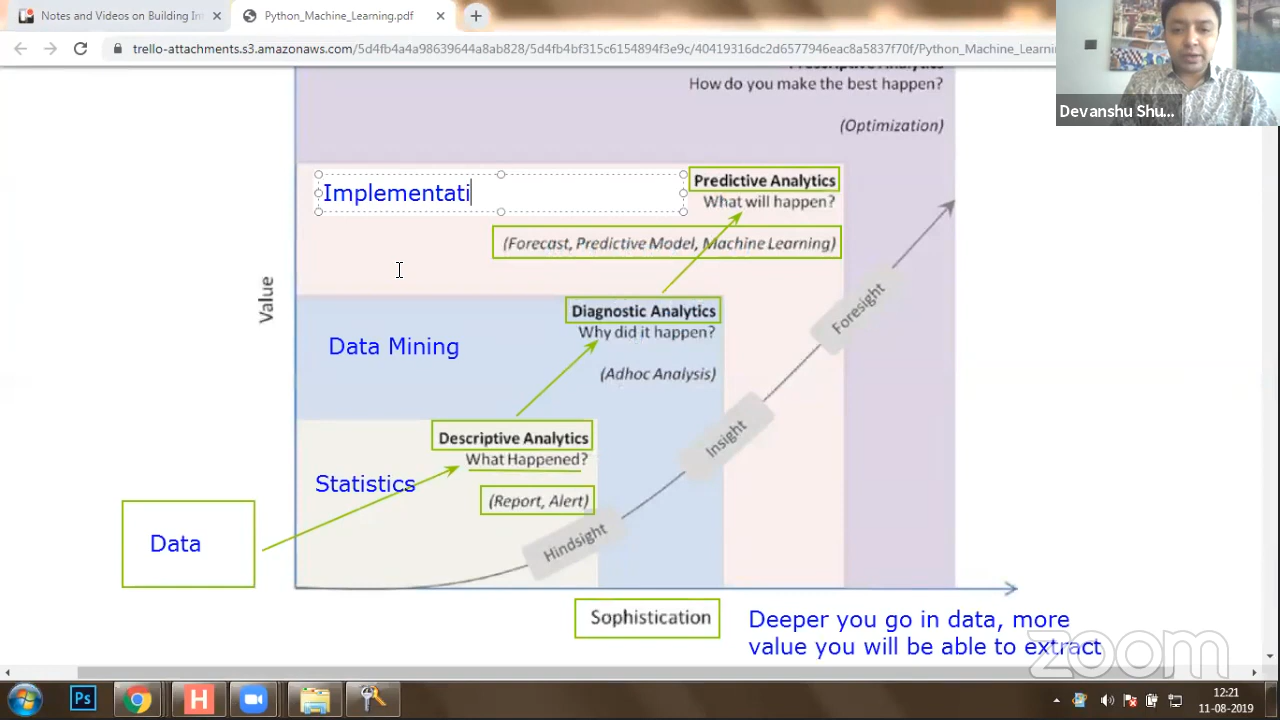 Notes and Videos on Building Int
Python_Machine_Learning.pdf
trello-attachments.s3.amazonaws.com/5d4fb4a4a98639644a8ab828/5d4fb4bf315c6154894f3e9c/40419316dc2d6577946eac8a5837f70f/Python_Machine_Learnin
Devanshu Shu...
How do you make the best happen?
(Optimization)
Implementati
Predictive Analytics
What will happen?
(Forecast, Predictive Model, Machine Learning)
Value
Diagnostic Analytics
Why did it happen?
Foresight
Data Mining
(Adhoc Analysis)
Descriptive Analytics
Insight
What Happened?
Statistics
(Report, Alert)
Data
Hindsight
Sophistication
Deeper you go in data, more
value you will be able to extract
zoom
Ps
H
12:21
11-08-2019